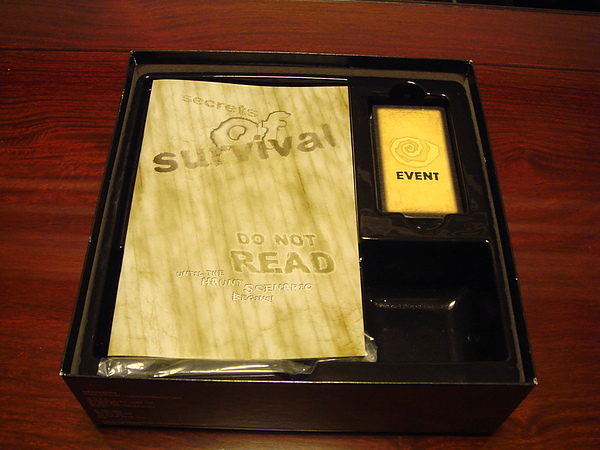 secrets
of
survival
DO NOT
READ
UNTIL THE
HAUNT SCENARIO
BEGINS!
EVENT